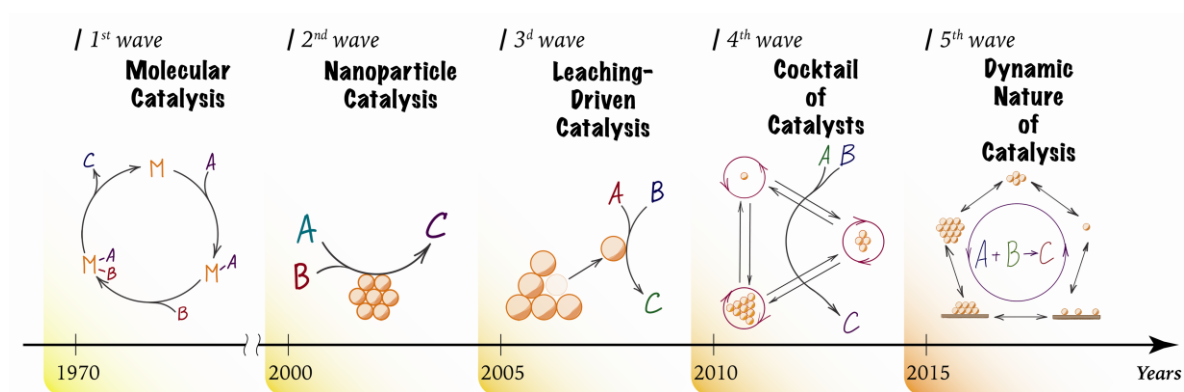 / 1st wave
Molecular
Catalysis
C
M
A
M-A
-B
M-A
B
1970
/ 2nd wave
Nanoparticle
Catalysis
A
B
C
2000
/ 3d wave
Leaching-
Driven
Catalysis
A
B
C
2005
/ 4th wave
Cocktail
of
Catalysts
A B
C
2010
/ 5th wave
Dynamic
Nature
of
Catalysis
A+B→C
2015
Years